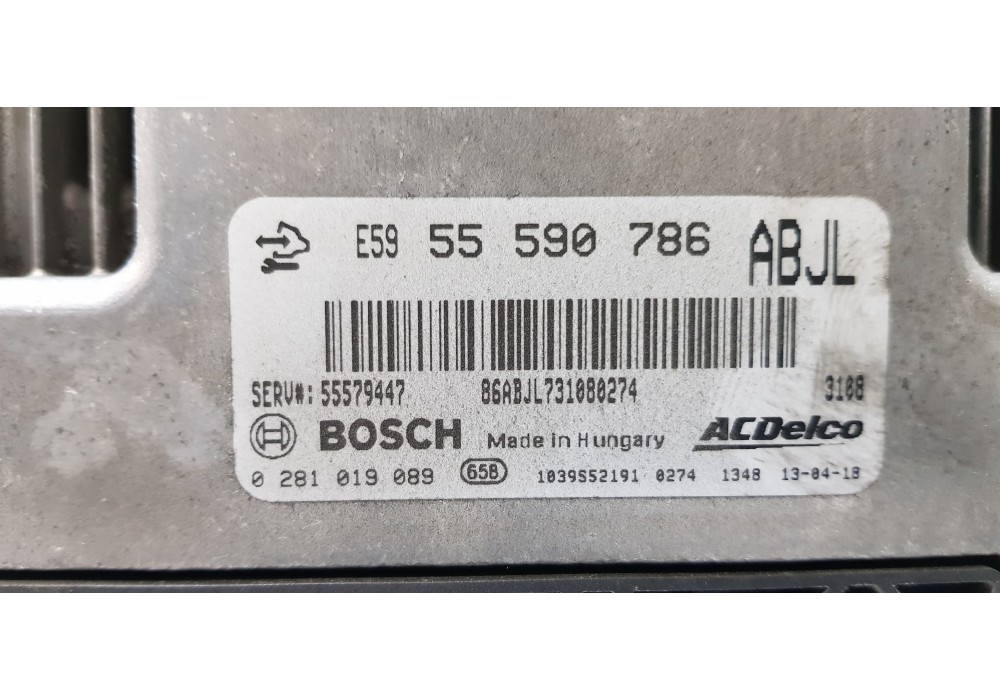 E59 55 590 786 ABJL
SERV#: 55579447 86ABJL731080274 3108
BOSCH Made in Hungary ACDelco
0 281 019 089 65B 1039S52191 0274 1348 13-04-18